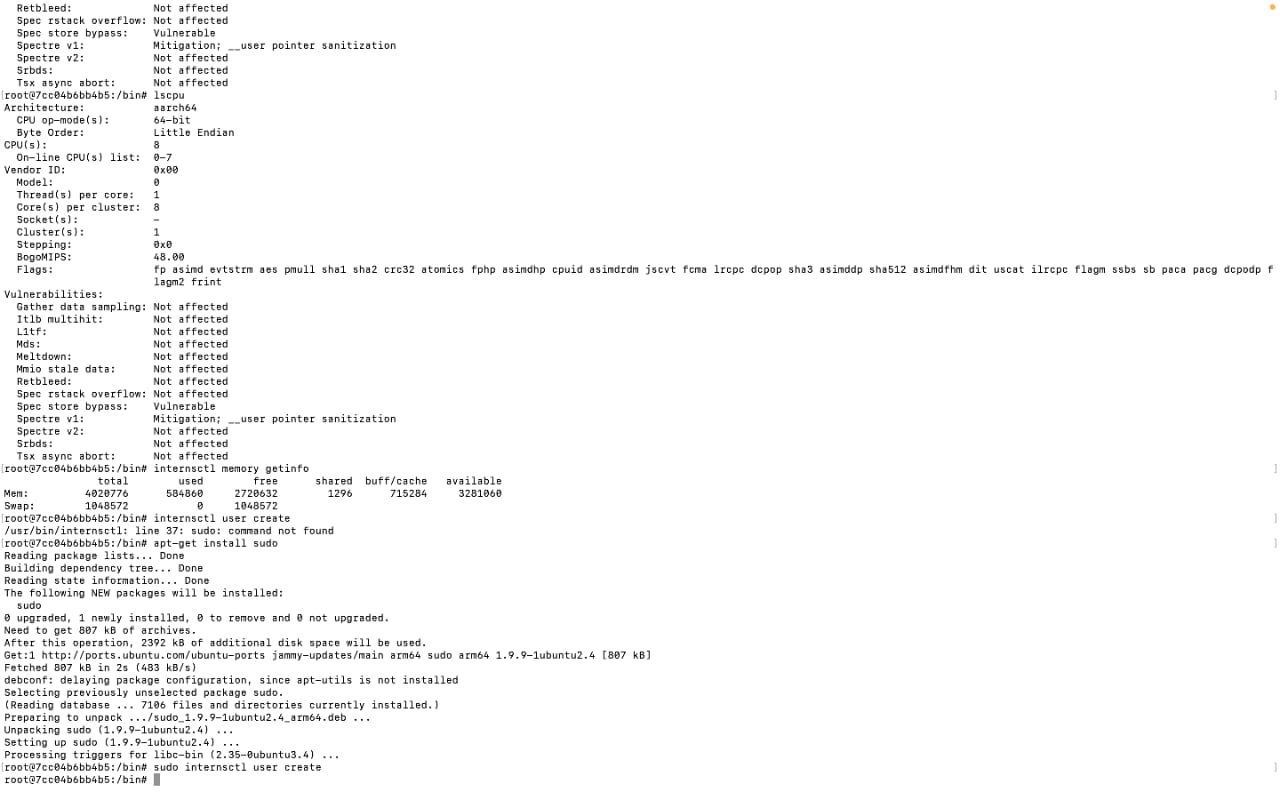 Retbleed:             Not affected
  Spec rstack overflow: Not affected
  Spec store bypass:    Vulnerable
  Spectre v1:           Mitigation; __user pointer sanitization
  Spectre v2:           Not affected
  Srbds:                Not affected
  Tsx async abort:      Not affected
[root@7cc04b6bb4b5:/bin# lscpu ]
Architecture:           aarch64
  CPU op-mode(s):       64-bit
  Byte Order:           Little Endian
CPU(s):                 8
  On-line CPU(s) list:  0-7
Vendor ID:              0x00
  Model:                0
  Thread(s) per core:   1
  Core(s) per cluster:  8
  Socket(s):            -
  Cluster(s):           1
  Stepping:             0x0
  BogoMIPS:             48.00
  Flags:                fp asimd evtstrm aes pmull sha1 sha2 crc32 atomics fphp asimdhp cpuid asimdrdm jscvt fcma lrcpc dcpop sha3 asimddp sha512 asimdfhm dit uscat ilrcpc flagm ssbs sb paca pacg dcpodp f
                        lagm2 frint
Vulnerabilities:
  Gather data sampling: Not affected
  Itlb multihit:        Not affected
  L1tf:                 Not affected
  Mds:                  Not affected
  Meltdown:             Not affected
  Mmio stale data:      Not affected
  Retbleed:             Not affected
  Spec rstack overflow: Not affected
  Spec store bypass:    Vulnerable
  Spectre v1:           Mitigation; __user pointer sanitization
  Spectre v2:           Not affected
  Srbds:                Not affected
  Tsx async abort:      Not affected
[root@7cc04b6bb4b5:/bin# internsctl memory getinfo ]
               total        used        free      shared  buff/cache   available
Mem:         4020776      584860     2720632        1296      715284     3281060
Swap:        1048572           0     1048572
[root@7cc04b6bb4b5:/bin# internsctl user create ]
/usr/bin/internsctl: line 37: sudo: command not found
[root@7cc04b6bb4b5:/bin# apt-get install sudo ]
Reading package lists... Done
Building dependency tree... Done
Reading state information... Done
The following NEW packages will be installed:
  sudo
0 upgraded, 1 newly installed, 0 to remove and 0 not upgraded.
Need to get 807 kB of archives.
After this operation, 2392 kB of additional disk space will be used.
Get:1 http://ports.ubuntu.com/ubuntu-ports jammy-updates/main arm64 sudo arm64 1.9.9-1ubuntu2.4 [807 kB]
Fetched 807 kB in 2s (483 kB/s)
debconf: delaying package configuration, since apt-utils is not installed
Selecting previously unselected package sudo.
(Reading database ... 7106 files and directories currently installed.)
Preparing to unpack .../sudo_1.9.9-1ubuntu2.4_arm64.deb ...
Unpacking sudo (1.9.9-1ubuntu2.4) ...
Setting up sudo (1.9.9-1ubuntu2.4) ...
Processing triggers for libc-bin (2.35-0ubuntu3.4) ...
[root@7cc04b6bb4b5:/bin# sudo internsctl user create ]
root@7cc04b6bb4b5:/bin#